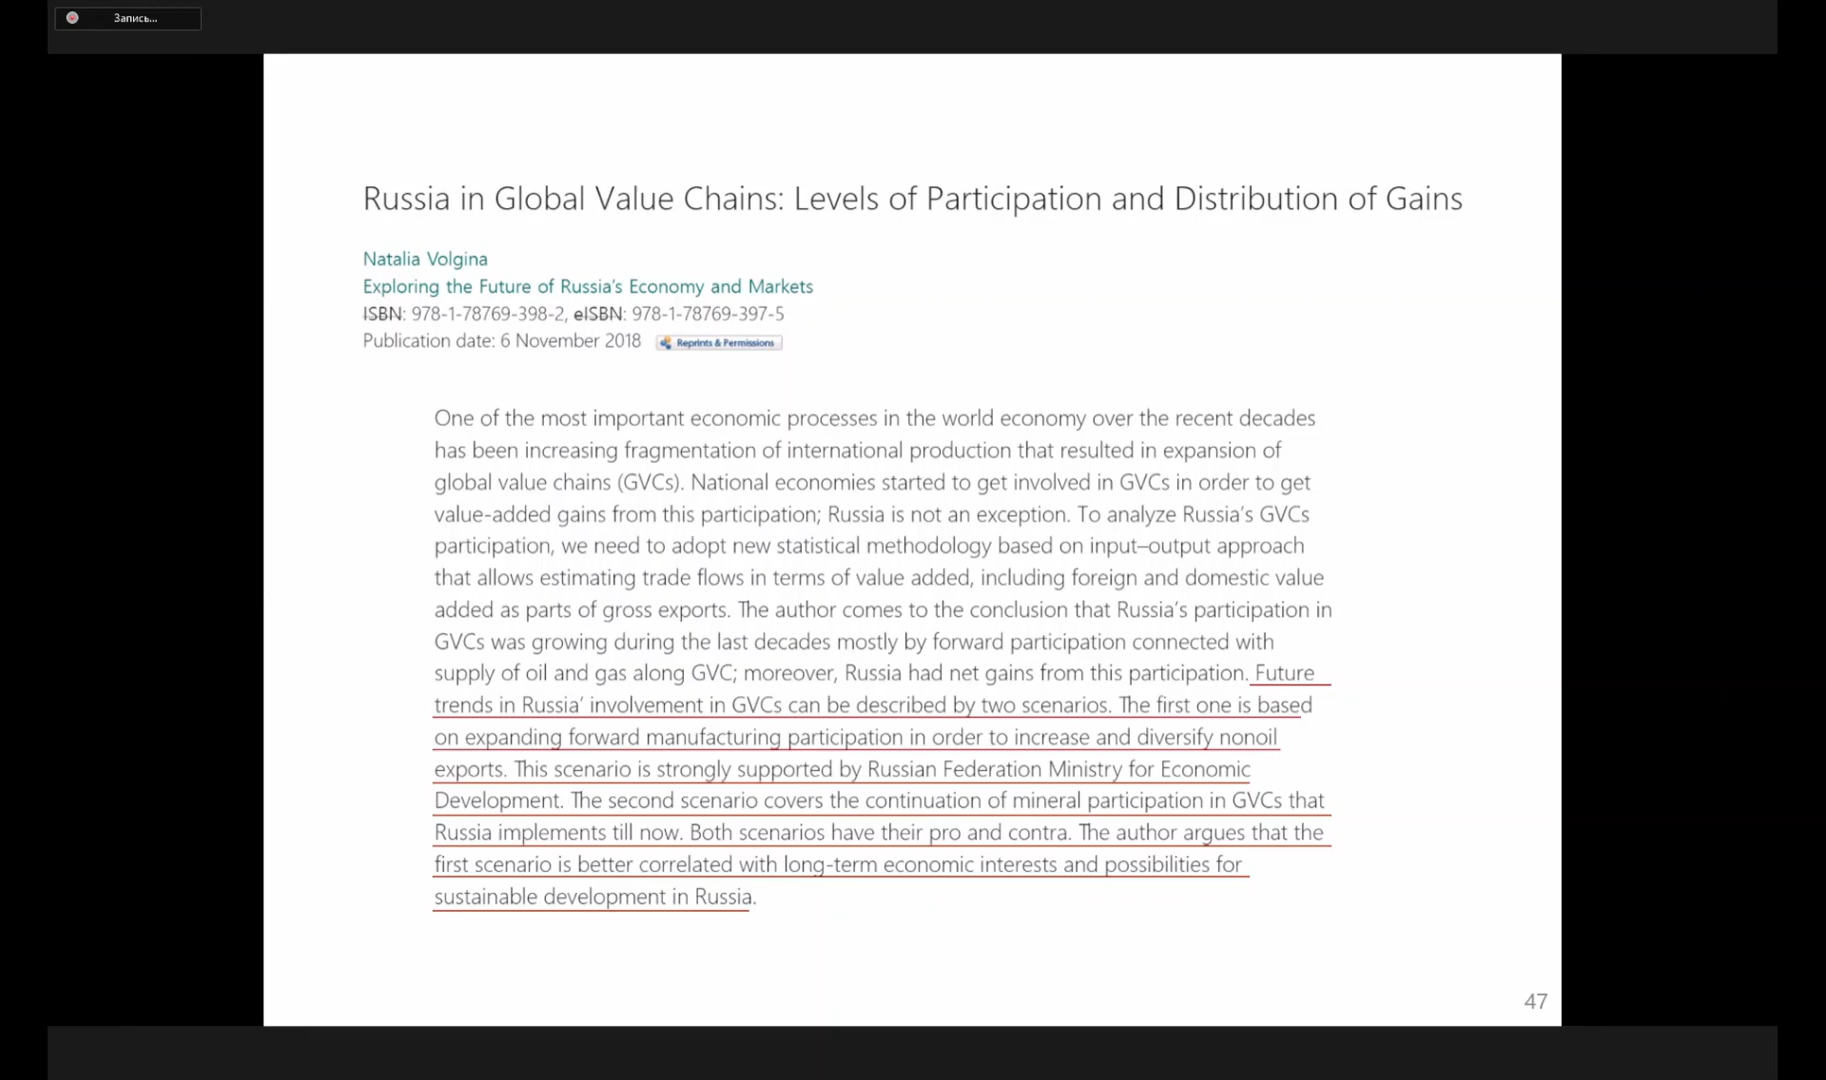 Запись...
Russia in Global Value Chains: Levels of Participation and Distribution of Gains
Natalia Volgina
Exploring the Future of Russia's Economy and Markets
ISBN: 978-1-78769-398-2, eISBN: 978-1-78769-397-5
Publication date: 6 November 2018 Reprints & Permissions
One of the most important economic processes in the world economy over the recent decades
has been increasing fragmentation of international production that resulted in expansion of
global value chains (GVCs). National economies started to get involved in GVCs in order to get
value-added gains from this participation; Russia is not an exception. To analyze Russia's GVCs
participation, we need to adopt new statistical methodology based on input–output approach
that allows estimating trade flows in terms of value added, including foreign and domestic value
added as parts of gross exports. The author comes to the conclusion that Russia's participation in
GVCs was growing during the last decades mostly by forward participation connected with
supply of oil and gas along GVC; moreover, Russia had net gains from this participation. Future
trends in Russia' involvement in GVCs can be described by two scenarios. The first one is based
on expanding forward manufacturing participation in order to increase and diversify nonoil
exports. This scenario is strongly supported by Russian Federation Ministry for Economic
Development. The second scenario covers the continuation of mineral participation in GVCs that
Russia implements till now. Both scenarios have their pro and contra. The author argues that the
first scenario is better correlated with long-term economic interests and possibilities for
sustainable development in Russia.
47